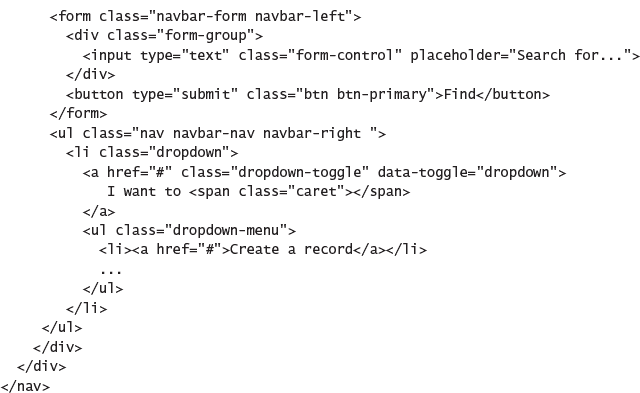 <form class="navbar-form navbar-left">
        <div class="form-group">
          <input type="text" class="form-control" placeholder="Search for...">
        </div>
        <button type="submit" class="btn btn-primary">Find</button>
      </form>
      <ul class="nav navbar-nav navbar-right ">
        <li class="dropdown">
          <a href="#" class="dropdown-toggle" data-toggle="dropdown">
             I want to <span class="caret"></span>
          </a>
          <ul class="dropdown-menu">
            <li><a href="#">Create a record</a></li>
            ...
          </ul>
        </li>
     </ul>
    </div>
  </div>
</nav>